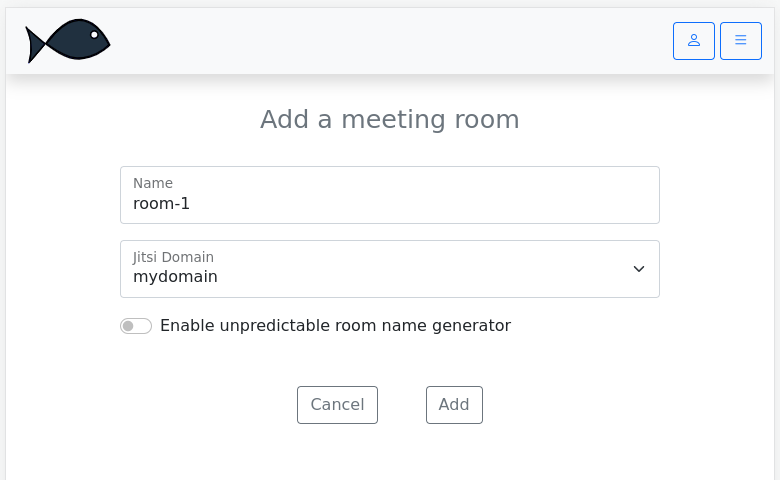 Add a meeting room
Name
room-1
Jitsi Domain
mydomain
Enable unpredictable room name generator
Cancel
Add